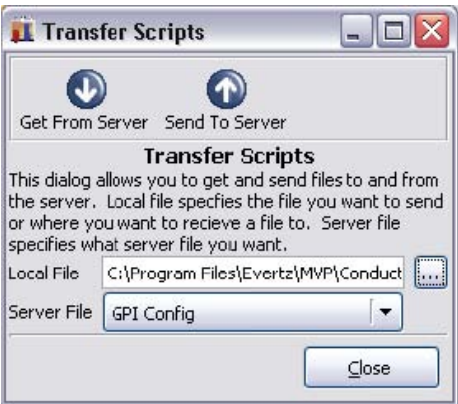 Transfer Scripts
Get From Server Send To Server
Transfer Scripts
This dialog allows you to get and send files to and from
the server. Local file specfies the file you want to send
or where you want to recieve a file to. Server file
specifies what server file you want.
Local File C:\Program Files\Evertz\MVP\Conduct ...
Server File GPI Config
Close